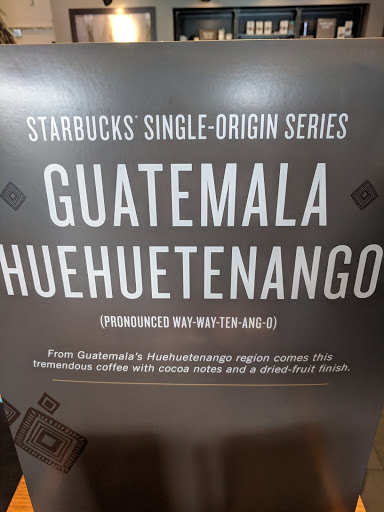 STARBUCKS® SINGLE-ORIGIN SERIES
GUATEMALA
HUEHUETENANGO
(PRONOUNCED WAY-WAY-TEN-ANG-O)
From Guatemala's Huehuetenango region comes this
tremendous coffee with cocoa notes and a dried-fruit finish.